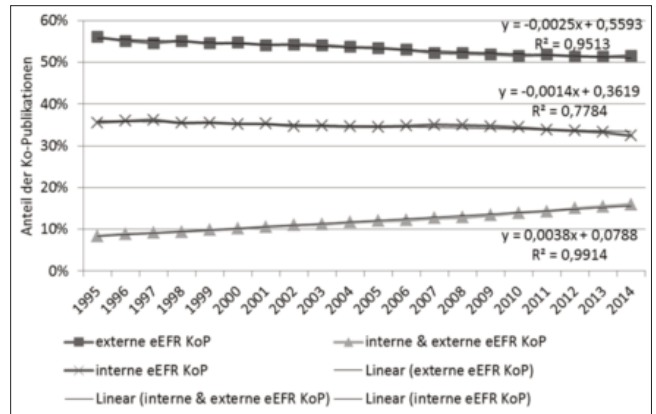 60%
y = -0,0025x + 0,5593
R² = 0,9513
50%
y = -0,0014x + 0,3619
R² = 0,7784
40%
30%
20%
10%
y = 0,0038x + 0,0788
R² = 0,9914
0%
Anteil der Ko-Publikationen
1995 1996 1997 1998 1999 2000 2001 2002 2003 2004 2005 2006 2007 2008 2009 2010 2011 2012 2013 2014
externe eEFR KoP interne & externe eEFR KoP
interne eEFR KoP Linear (externe eEFR KoP)
Linear (interne & externe eEFR KoP) Linear (interne eEFR KoP)